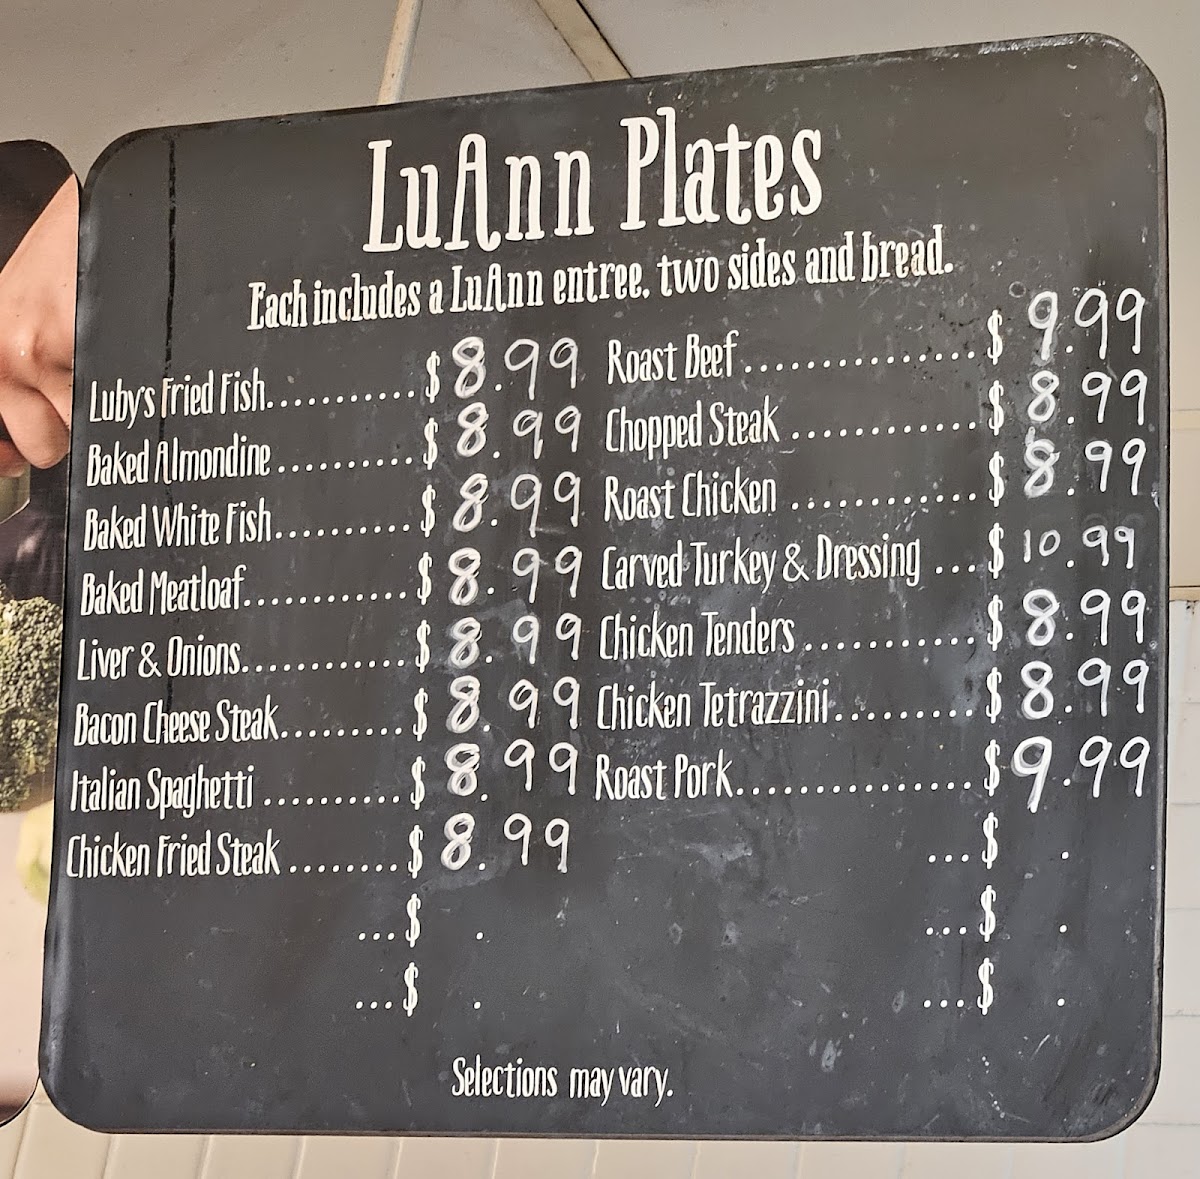 LuAnn Plates
Each includes a LuAnn entree, two sides and bread.
Luby's Fried Fish...........$ 8.99
Baked Almondine ..........$ 8.99
Baked White Fish..........$ 8.99
Baked Meatloaf............$ 8.99
Liver & Onions............$ 8.99
Bacon Cheese Steak.........$ 8.99
Italian Spaghetti ..........$ 8.99
Chicken Fried Steak ........$ 8.99
...$ .
...$ .
Roast Beef...............$ 9.99
Chopped Steak ............$ 8.99
Roast Chicken ............$ 8.99
Carved Turkey & Dressing ...$ 10.99
Chicken Tenders ...........$ 8.99
Chicken Tetrazzini.........$ 8.99
Roast Pork...............$ 9.99
...$ .
...$ .
...$ .
Selections may vary.